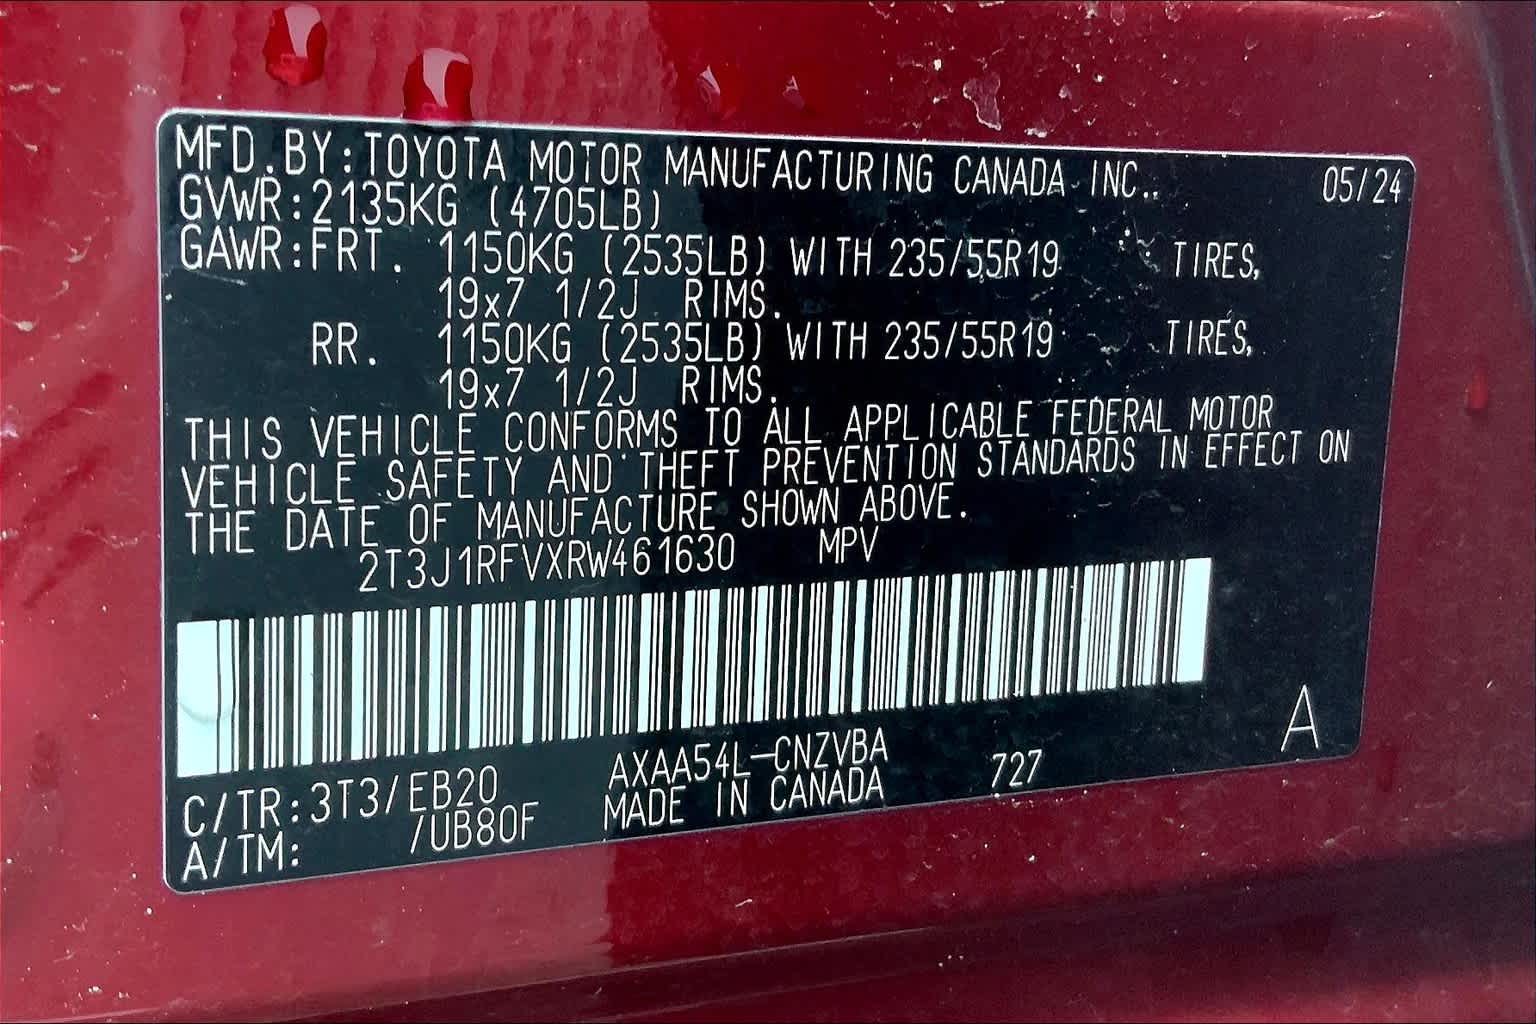 MFD.BY:TOYOTA MOTOR MANUFACTURING CANADA INC.. 05/24
GVWR:2135KG (4705LB)
GAWR:FRT. 1150KG (2535LB) WITH 235/55R19 TIRES,
19x7 1/2J RIMS.
RR. 1150KG (2535LB) WITH 235/55R19 TIRES,
19x7 1/2J RIMS.
THIS VEHICLE CONFORMS TO ALL APPLICABLE FEDERAL MOTOR
VEHICLE SAFETY AND THEFT PREVENTION STANDARDS IN EFFECT ON
THE DATE OF MANUFACTURE SHOWN ABOVE.
2T3J1RFVXRW461630 MPV
A
C/TR:3T3/EB20 AXAA54L-CNZVBA 727
A/TM: /UB80F MADE IN CANADA